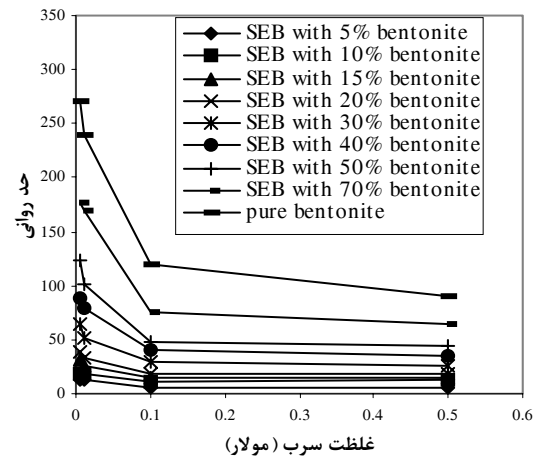 350
300
250
200
150
100
50
0
حد روانی
SEB with 5% bentonite
SEB with 10% bentonite
SEB with 15% bentonite
SEB with 20% bentonite
SEB with 30% bentonite
SEB with 40% bentonite
SEB with 50% bentonite
SEB with 70% bentonite
pure bentonite
0 0.1 0.2 0.3 0.4 0.5 0.6
غلظت سرب (مولار)